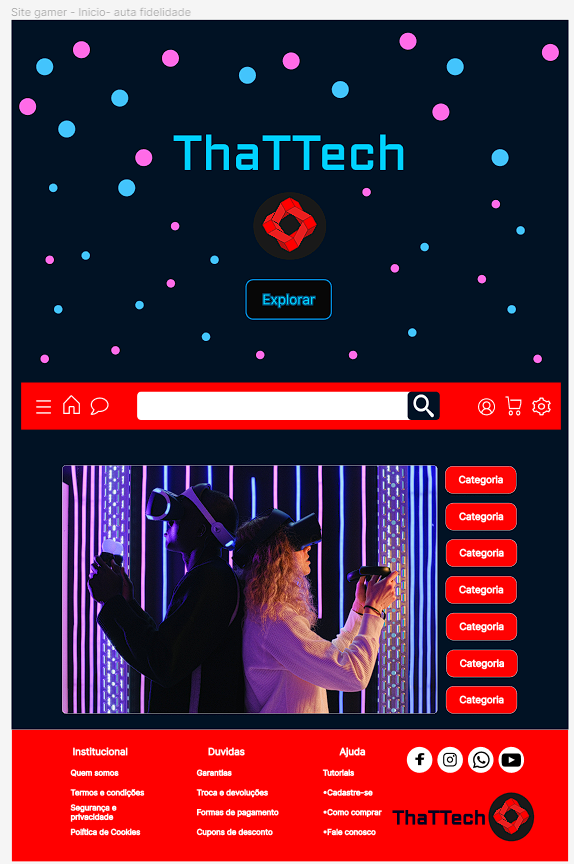 Site gamer - Inicio- auta fidelidade
ThaTTech
Explorar
Categoria
Categoria
Categoria
Categoria
Categoria
Categoria
Categoria
Institucional
Quem somos
Termos e condições
Segurança e
privacidade
Política de Cookies
Duvidas
Garantias
Troca e devoluções
Formas de pagamento
Cupons de desconto
Ajuda
Tutoriais
•Cadastre-se
•Como comprar
•Fale conosco
ThaTTech